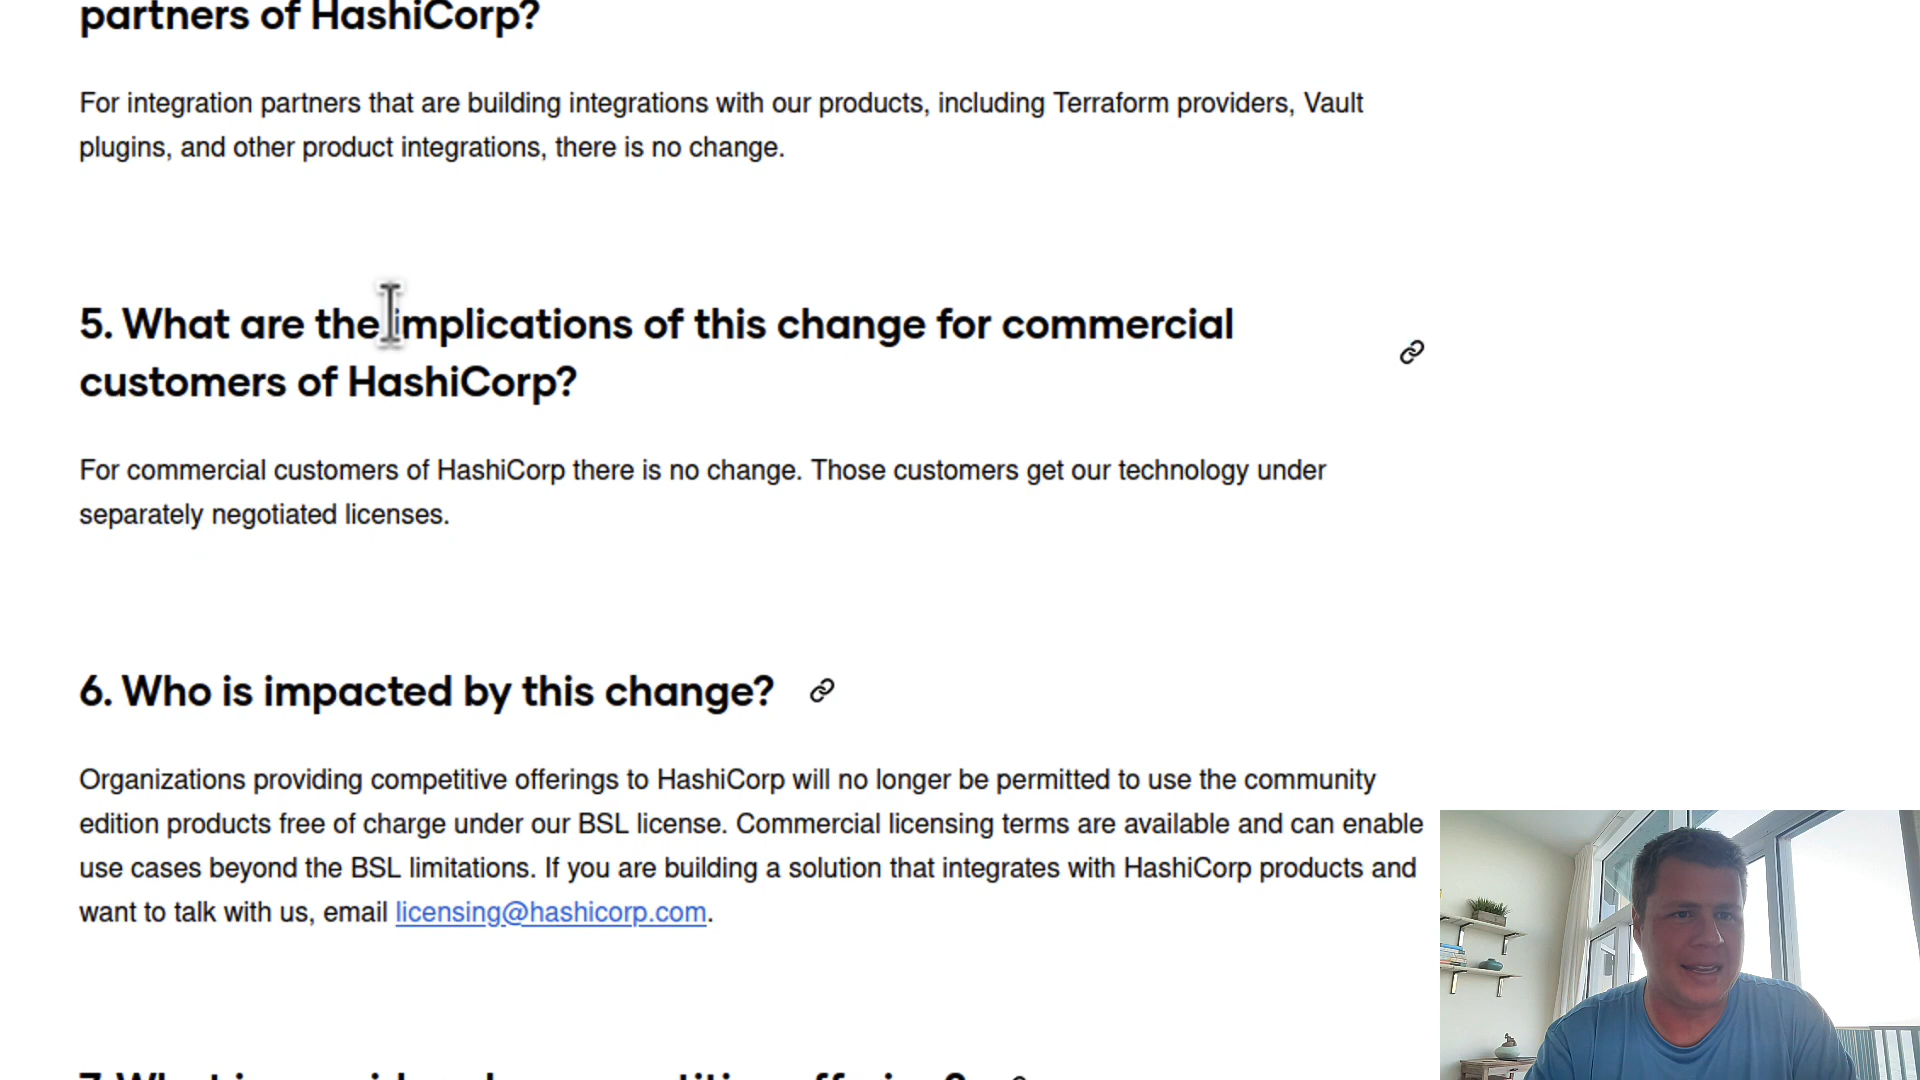 partners of HashiCorp?
For integration partners that are building integrations with our products, including Terraform providers, Vault
plugins, and other product integrations, there is no change.
5. What are the implications of this change for commercial
customers of HashiCorp?
For commercial customers of HashiCorp there is no change. Those customers get our technology under
separately negotiated licenses.
6. Who is impacted by this change?
Organizations providing competitive offerings to HashiCorp will no longer be permitted to use the community
edition products free of charge under our BSL license. Commercial licensing terms are available and can enable
use cases beyond the BSL limitations. If you are building a solution that integrates with HashiCorp products and
want to talk with us, email licensing@hashicorp.com.